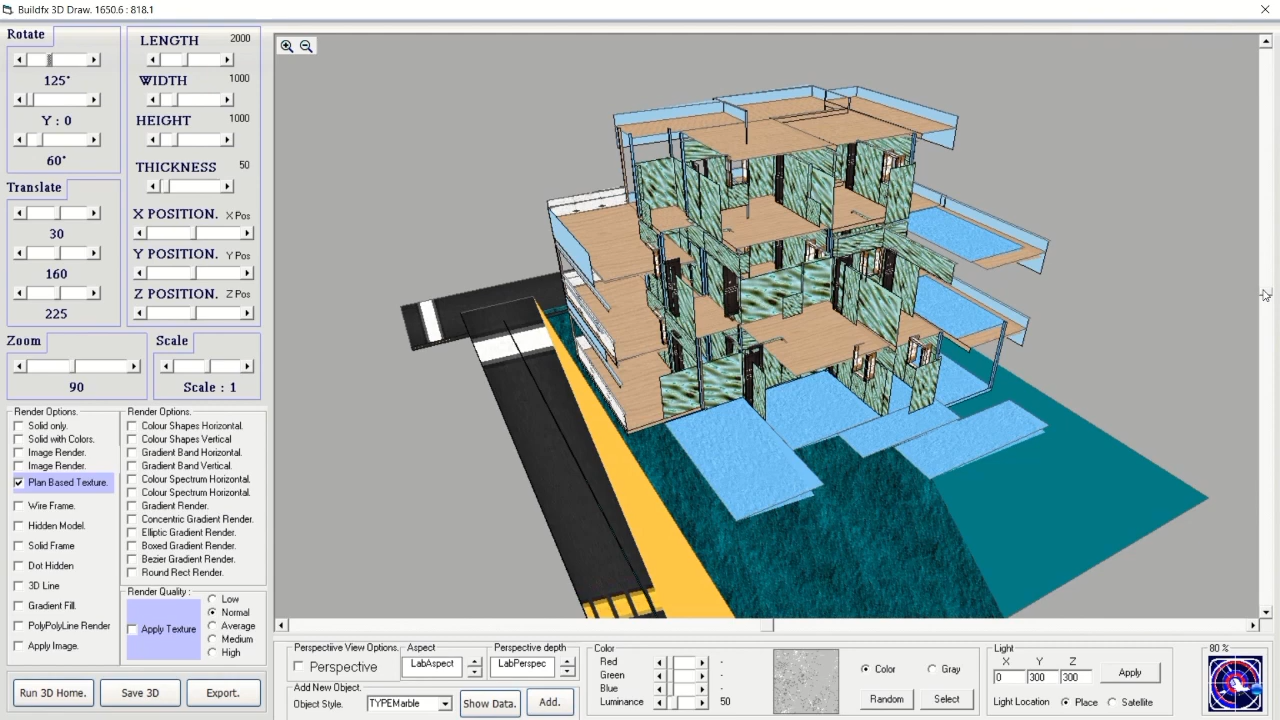 Buildfx 3D Draw. 1650.6 : 818.1
Rotate
125°
Y : 0
60°
Translate
30
160
225
LENGTH 2000
WIDTH 1000
HEIGHT 1000
THICKNESS 50
X POSITION. X Pos
Y POSITION. Y Pos
Z POSITION. Z Pos
Zoom
90
Scale
Scale : 1
Render Options.
Solid only.
Solid with Colors.
Image Render.
Image Render.
Plan Based Texture.
Wire Frame.
Hidden Model.
Solid Frame
Dot Hidden
3D Line
Gradient Fill.
PolyPolyLine Render
Apply Image.
Render Options.
Colour Shapes Horizontal.
Colour Shapes Vertical
Gradient Band Horizontal.
Gradient Band Vertical.
Colour Spectrum Horizontal.
Colour Spectrum Horizontal.
Gradient Render.
Concentric Gradient Render.
Elliptic Gradient Render.
Boxed Gradient Render.
Bezier Gradient Render.
Round Rect Render.
Render Quality :
Apply Texture
Low
Normal
Average
Medium
High
Run 3D Home.
Save 3D
Export.
Perspectiive View Options.
Perspective
Aspect
LabAspect
Perspective depth
LabPerspec
Add New Object.
Object Style.
TYPEMarble
Show Data.
Add.
Color
Red -
Green -
Blue -
Luminance 50
Color
Gray
Random
Select
Light
X Y Z
0 300 300
Apply
Light Location
Place
Satellite
80 %